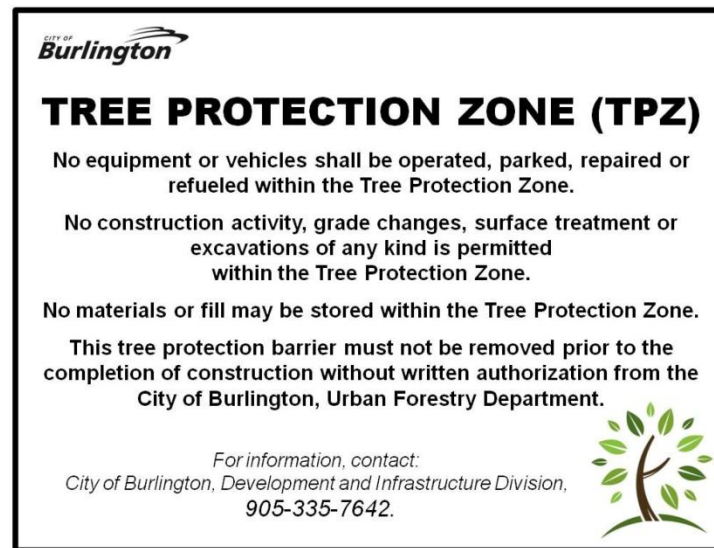 CITY OF
Burlington
TREE PROTECTION ZONE (TPZ)
No equipment or vehicles shall be operated, parked, repaired or
refueled within the Tree Protection Zone.
No construction activity, grade changes, surface treatment or
excavations of any kind is permitted
within the Tree Protection Zone.
No materials or fill may be stored within the Tree Protection Zone.
This tree protection barrier must not be removed prior to the
completion of construction without written authorization from the
City of Burlington, Urban Forestry Department.
For information, contact:
City of Burlington, Development and Infrastructure Division,
905-335-7642.